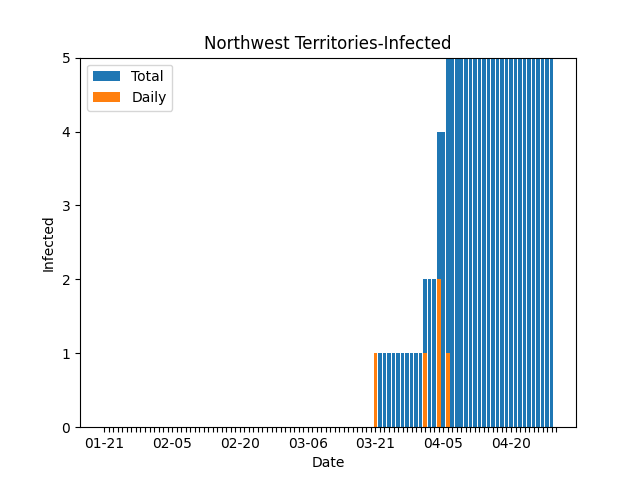 Northwest Territories-Infected
Total
Daily
5
4
3
2
1
0
Infected
01-21 02-05 02-20 03-06 03-21 04-05 04-20
Date